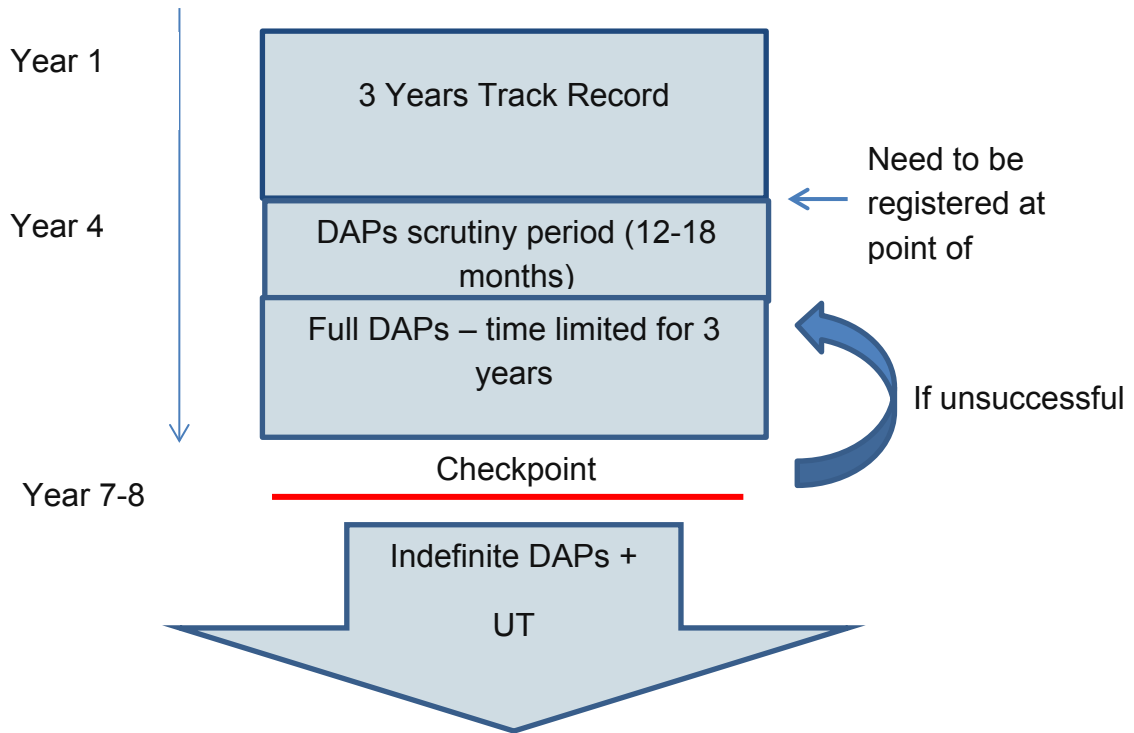 Year 1
3 Years Track Record
Need to be
registered at
point of
Year 4
DAPs scrutiny period (12-18
months)
Full DAPs – time limited for 3
years
If unsuccessful
Checkpoint
Year 7-8
Indefinite DAPs +
UT